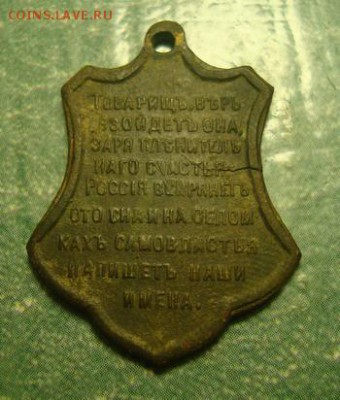 COINS.LAVE.RU
ТОВАРИЩЪ, ВѢРЬ
ВЗОЙДЕТЪ ОНА,
ЗАРЯ ПЛѢНИТЕЛЬ
НАГО СЧАСТЬЯ
РОССІЯ ВСПРЯНЕТЪ
ОТО СНА И НА ОБЛОМ
КАХЪ САМОВЛАСТЬЯ
НАПИШЕТЪ НАШИ
ИМЕНА.